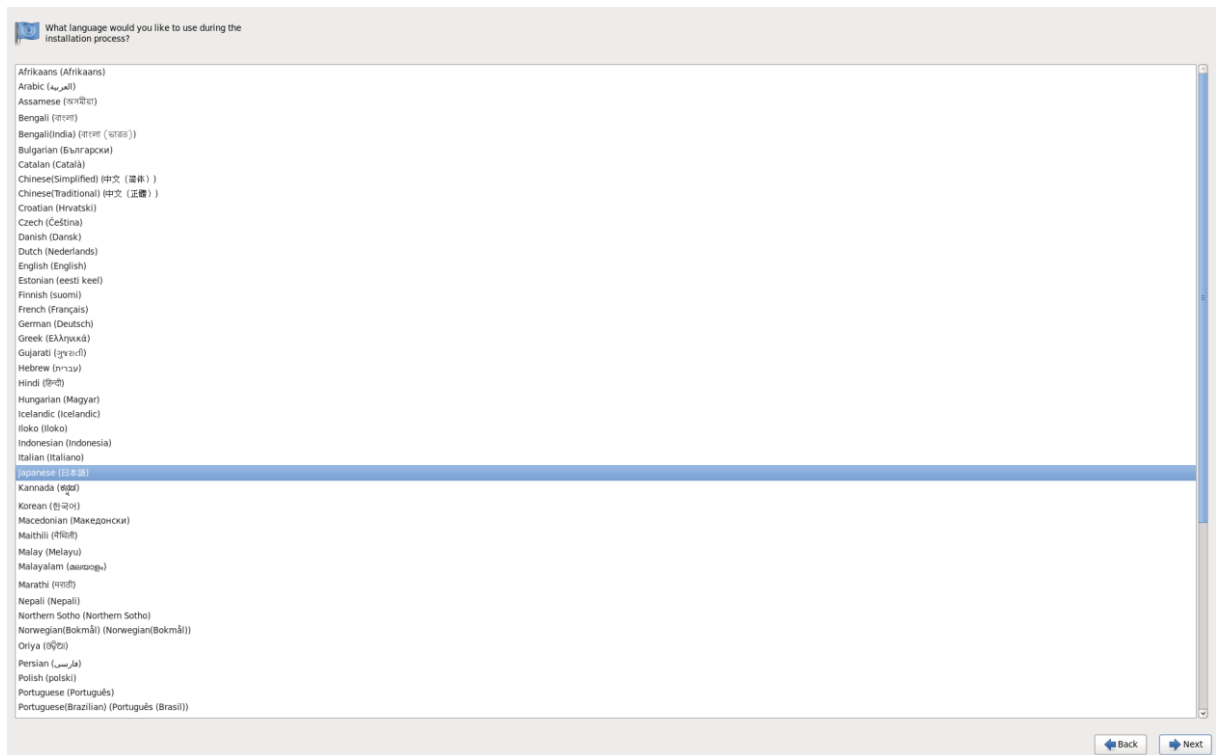 What language would you like to use during the
installation process?
Afrikaans (Afrikaans)
Arabic (العربية)
Assamese (অসমীয়া)
Bengali (বাংলা)
Bengali(India) (বাংলা (ভারত))
Bulgarian (Български)
Catalan (Català)
Chinese(Simplified) (中文（简体）)
Chinese(Traditional) (中文（正體）)
Croatian (Hrvatski)
Czech (Čeština)
Danish (Dansk)
Dutch (Nederlands)
English (English)
Estonian (eesti keel)
Finnish (suomi)
French (Français)
German (Deutsch)
Greek (Ελληνικά)
Gujarati (ગુજરાતી)
Hebrew (עברית)
Hindi (हिन्दी)
Hungarian (Magyar)
Icelandic (Icelandic)
Iloko (Iloko)
Indonesian (Indonesia)
Italian (Italiano)
Japanese (日本語)
Kannada (ಕನ್ನಡ)
Korean (한국어)
Macedonian (Македонски)
Maithili (मैथिली)
Malay (Melayu)
Malayalam (മലയാളം)
Marathi (मराठी)
Nepali (Nepali)
Northern Sotho (Northern Sotho)
Norwegian(Bokmål) (Norwegian(Bokmål))
Oriya (ଓଡ଼ିଆ)
Persian (فارسی)
Polish (polski)
Portuguese (Português)
Portuguese(Brazilian) (Português (Brasil))
Back
Next